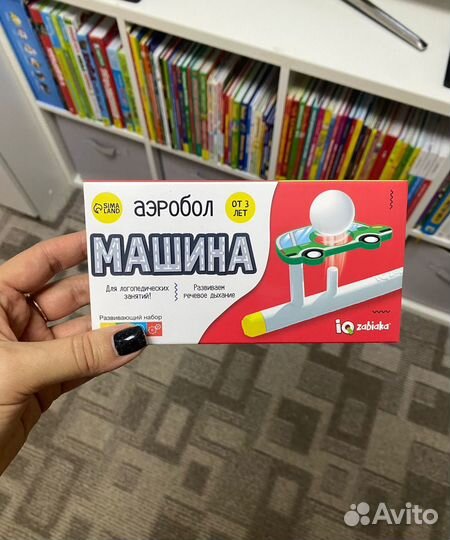 SIMA
LAND
аэробол
ОТ 3
ЛЕТ
МАШИНА
Для логопедических
занятий!
Развиваем
речевое дыхание
Развивающий набор
iQ zabiaka
Avito